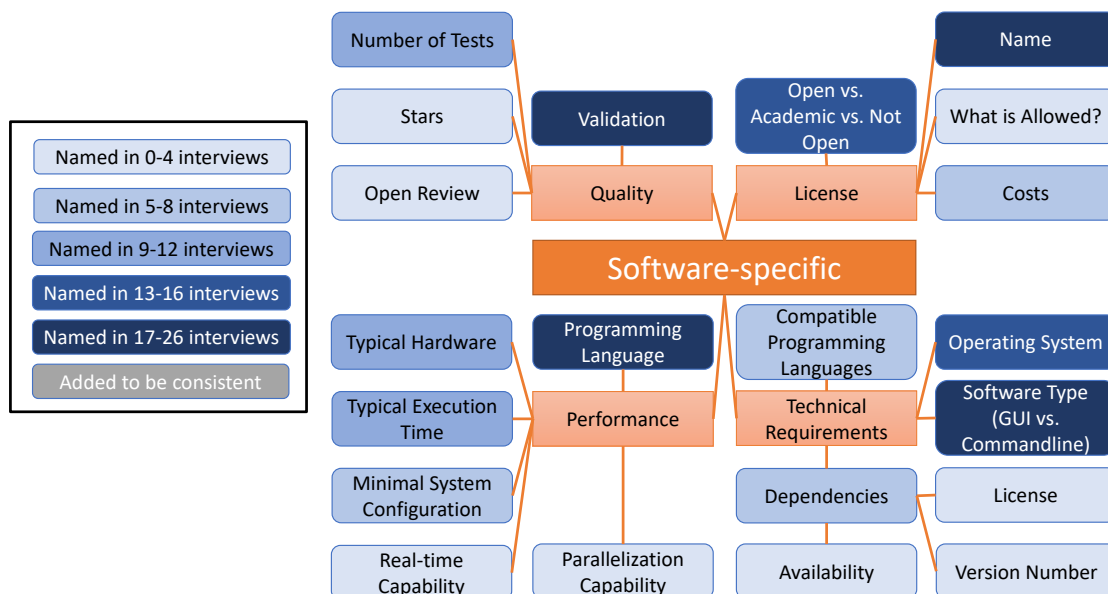 Named in 0-4 interviews
Named in 5-8 interviews
Named in 9-12 interviews
Named in 13-16 interviews
Named in 17-26 interviews
Added to be consistent
Number of Tests
Stars
Open Review
Validation
Quality
Open vs.
Academic vs. Not
Open
License
Name
What is Allowed?
Costs
Software-specific
Typical Hardware
Typical Execution
Time
Minimal System
Configuration
Real-time
Capability
Programming
Language
Performance
Parallelization
Capability
Compatible
Programming
Languages
Technical
Requirements
Dependencies
Availability
Operating System
Software Type
(GUI vs.
Commandline)
License
Version Number